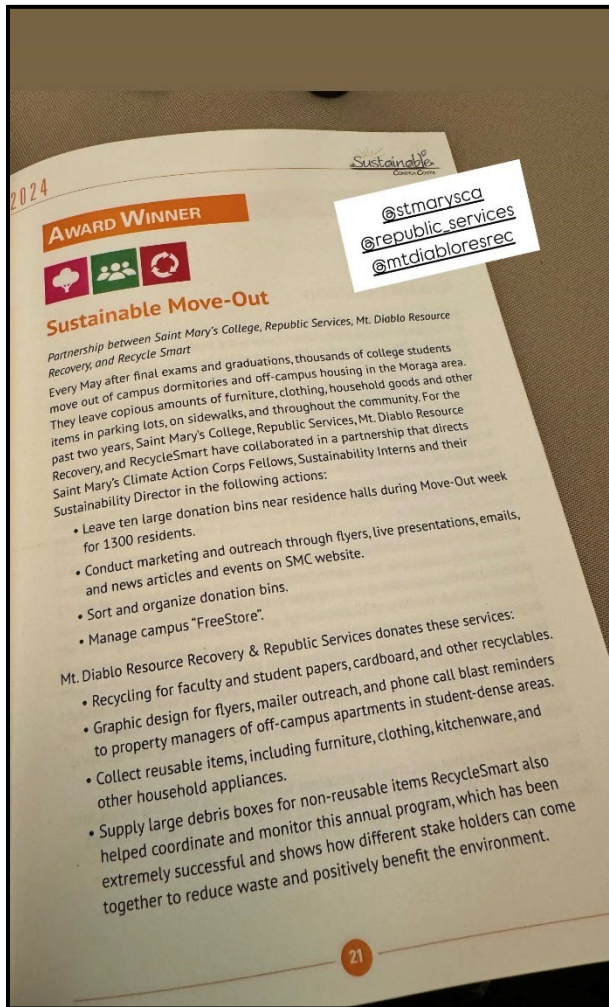 2024
Sustainable
CONTRA COSTA
AWARD WINNER
@stmarysca
@republic_services
@mtdiabloresrec
Sustainable Move-Out
Partnership between Saint Mary's College, Republic Services, Mt. Diablo Resource
Recovery, and Recycle Smart
Every May after final exams and graduations, thousands of college students
move out of campus dormitories and off-campus housing in the Moraga area.
They leave copious amounts of furniture, clothing, household goods and other
items in parking lots, on sidewalks, and throughout the community. For the
past two years, Saint Mary's College, Republic Services, Mt. Diablo Resource
Recovery, and RecycleSmart have collaborated in a partnership that directs
Saint Mary's Climate Action Corps Fellows, Sustainability Interns and their
Sustainability Director in the following actions:
• Leave ten large donation bins near residence halls during Move-Out week
for 1300 residents.
• Conduct marketing and outreach through flyers, live presentations, emails,
and news articles and events on SMC website.
• Sort and organize donation bins.
• Manage campus "FreeStore".
Mt. Diablo Resource Recovery & Republic Services donates these services:
• Recycling for faculty and student papers, cardboard, and other recyclables.
• Graphic design for flyers, mailer outreach, and phone call blast reminders
to property managers of off-campus apartments in student-dense areas.
• Collect reusable items, including furniture, clothing, kitchenware, and
other household appliances.
• Supply large debris boxes for non-reusable items RecycleSmart also
helped coordinate and monitor this annual program, which has been
extremely successful and shows how different stake holders can come
together to reduce waste and positively benefit the environment.
21